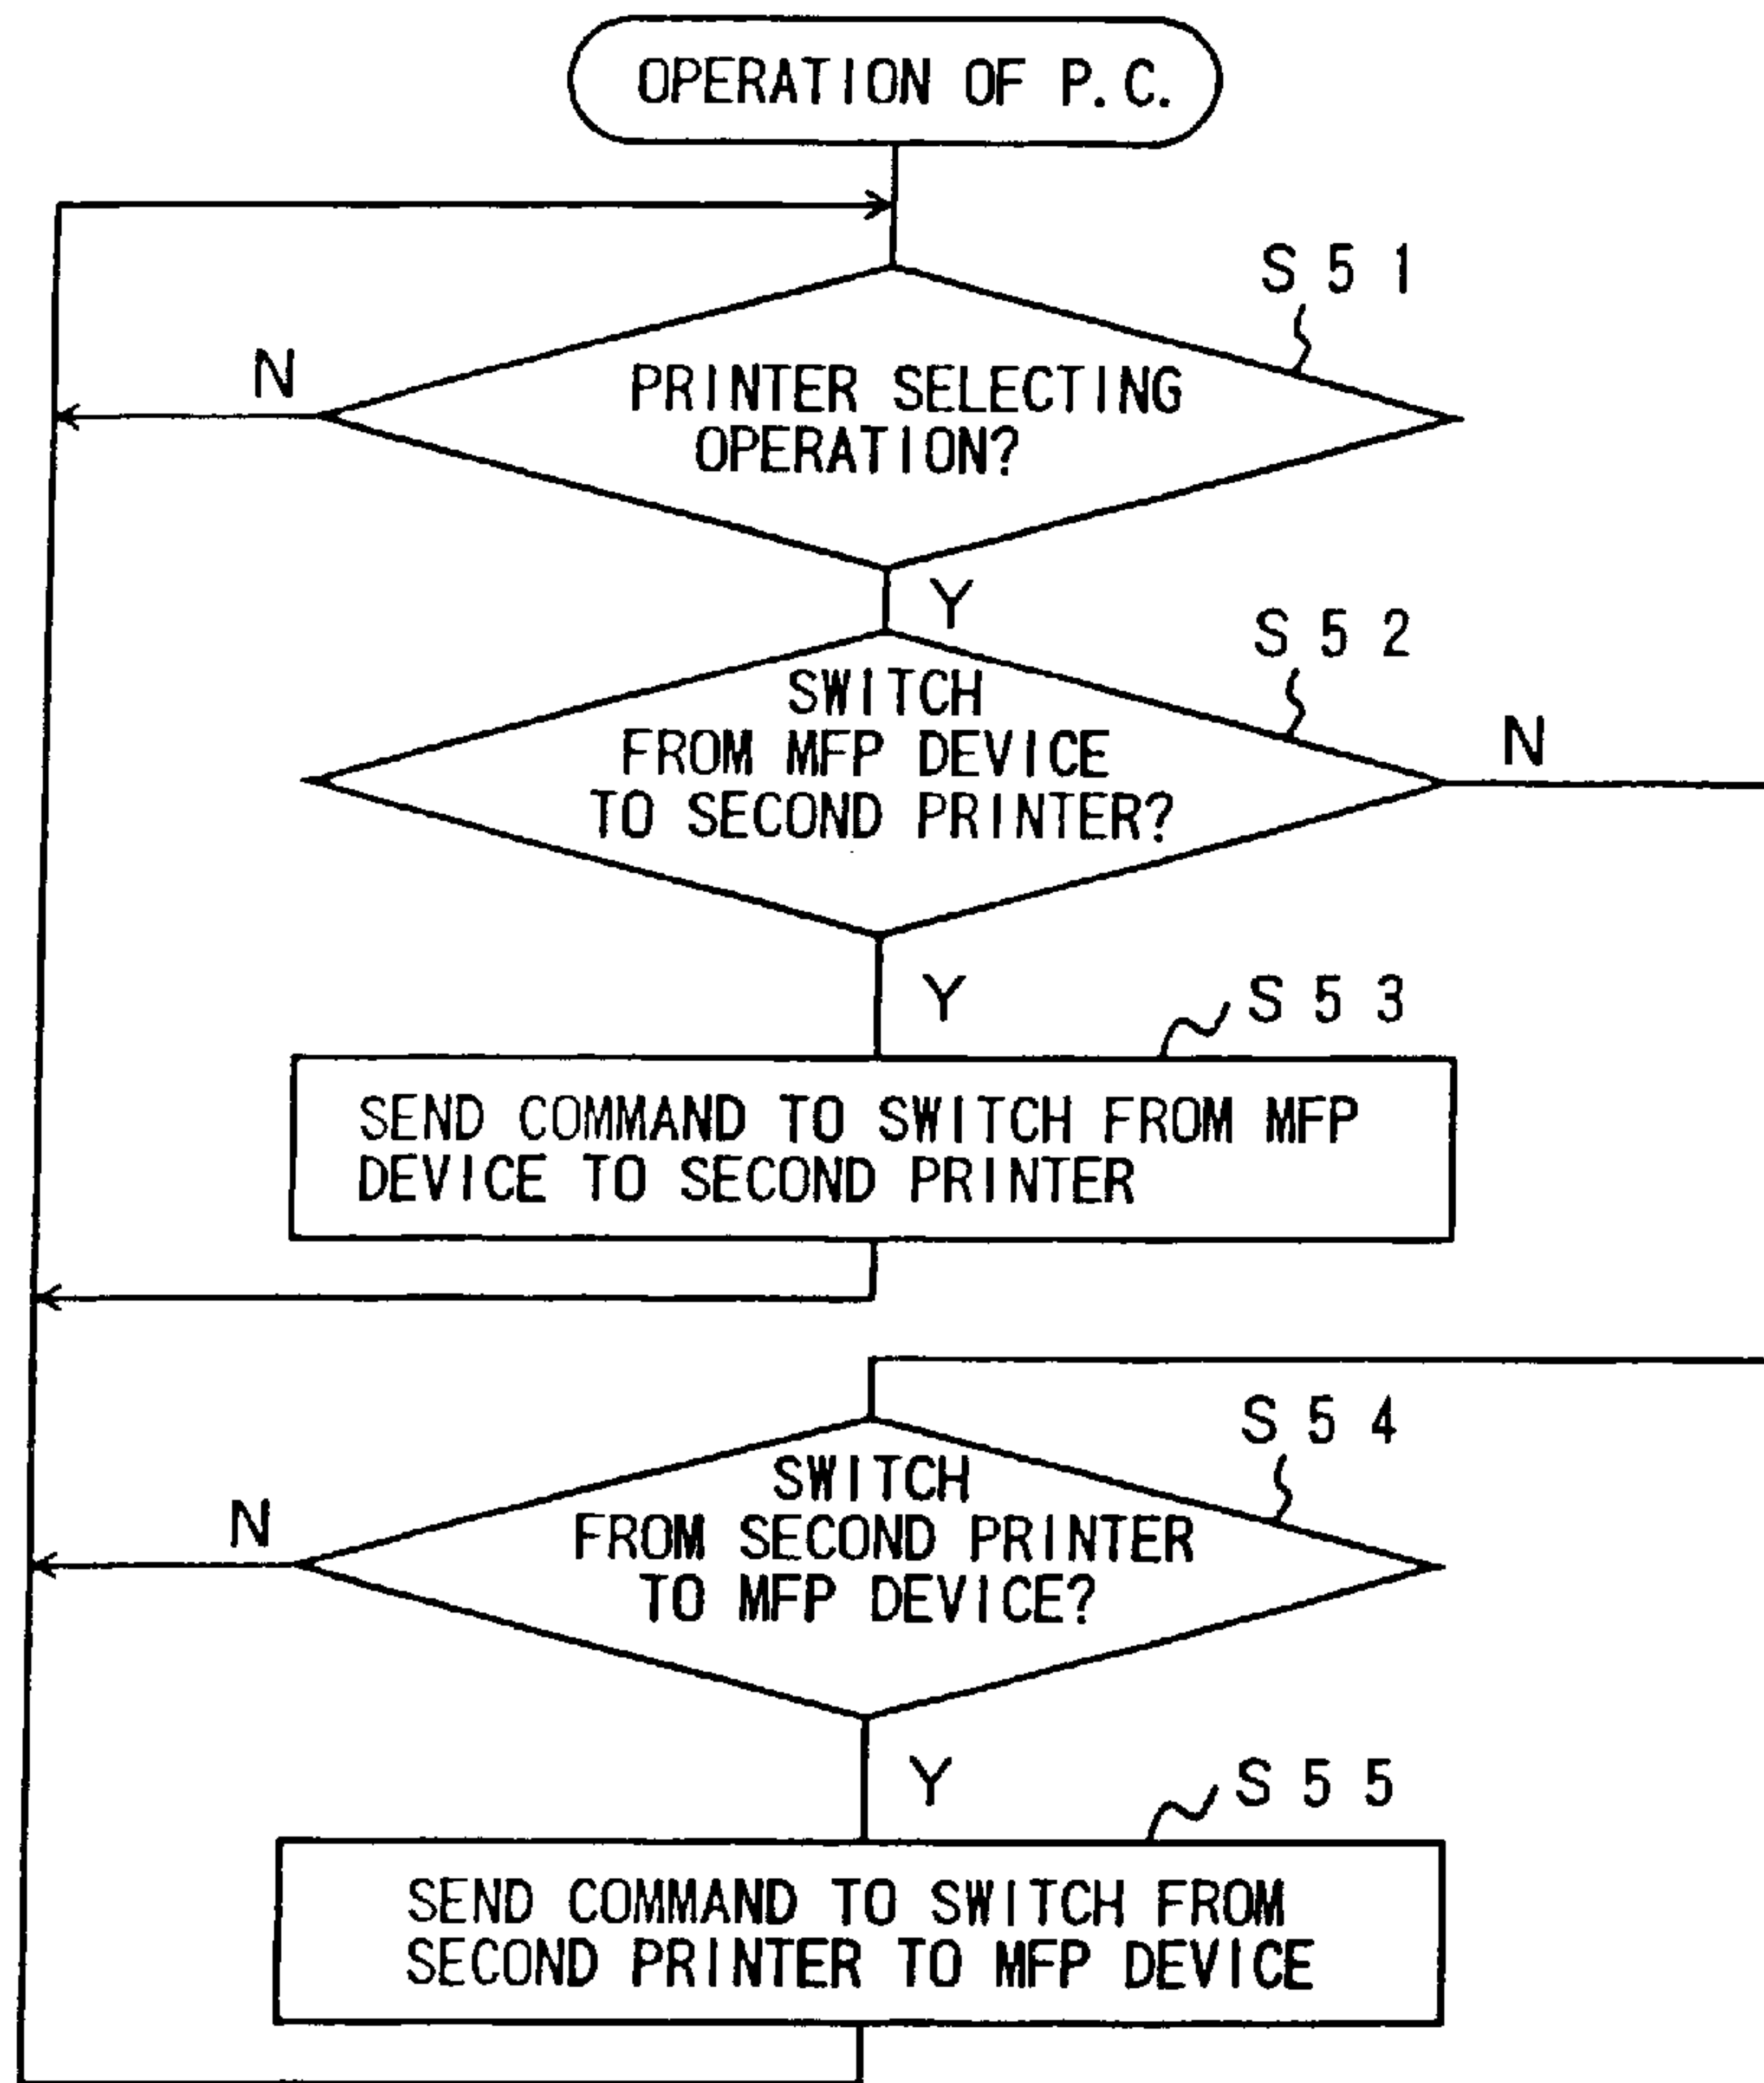 OPERATION OF P.C.
S51
N
PRINTER SELECTING
OPERATION?
Y
S52
SWITCH
FROM MFP DEVICE
TO SECOND PRINTER?
N
Y
S53
SEND COMMAND TO SWITCH FROM MFP
DEVICE TO SECOND PRINTER
S54
SWITCH
FROM SECOND PRINTER
TO MFP DEVICE?
N
Y
S55
SEND COMMAND TO SWITCH FROM
SECOND PRINTER TO MFP DEVICE